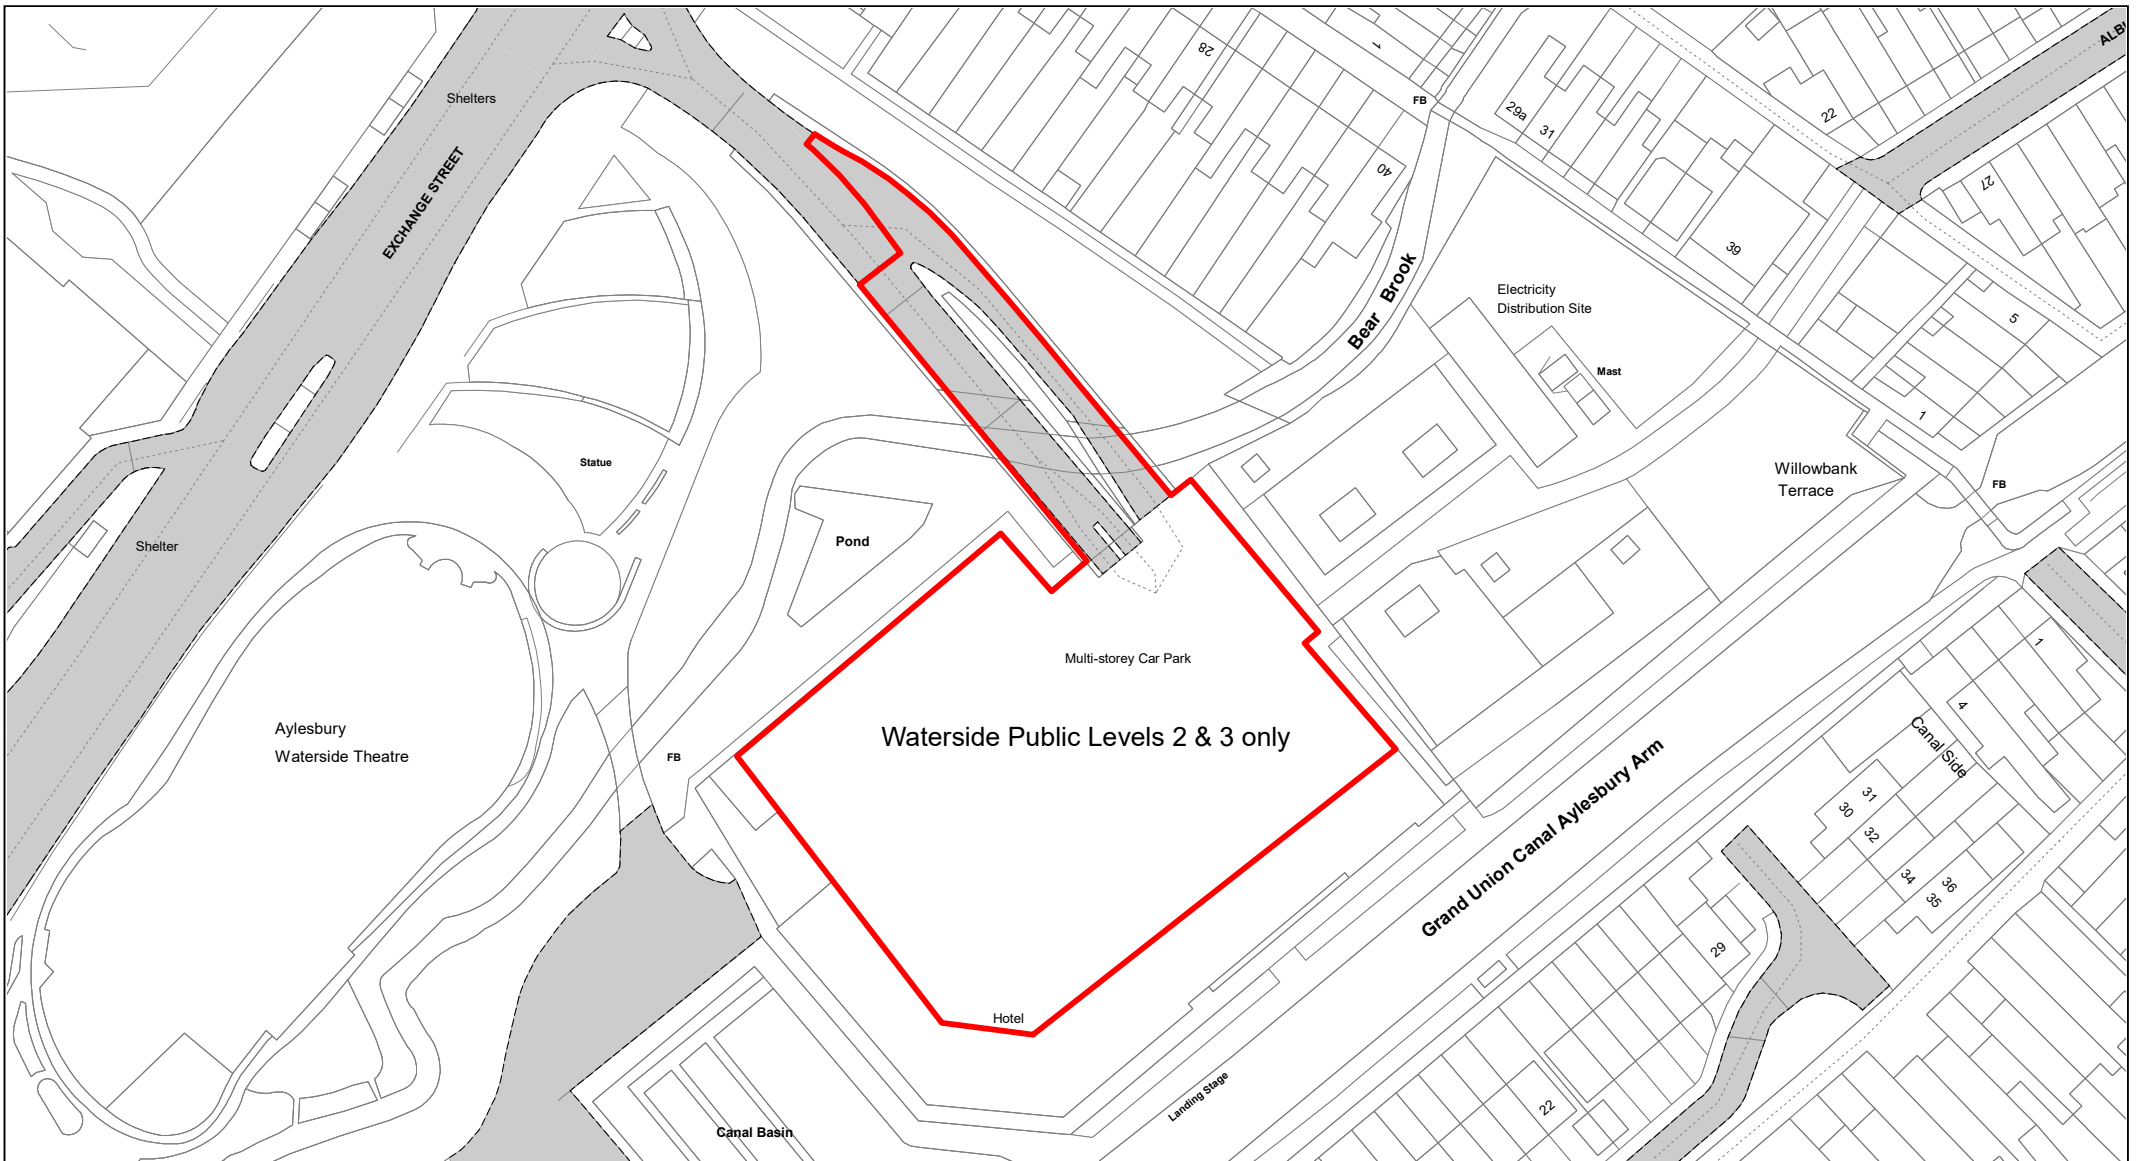 Shelters
EXCHANGE STREET
28
1
FB
29a
31
22
ALB
40
39
27
5
1
Bear Brook
Electricity
Distribution Site
Mast
Statue
Willowbank
Terrace
FB
Shelter
Pond
Multi-storey Car Park
Waterside Public Levels 2 & 3 only
Aylesbury
Waterside Theatre
FB
1
4
Canal Side
31
30
32
34
36
35
29
22
Grand Union Canal Aylesbury Arm
Hotel
Landing Stage
Canal Basin